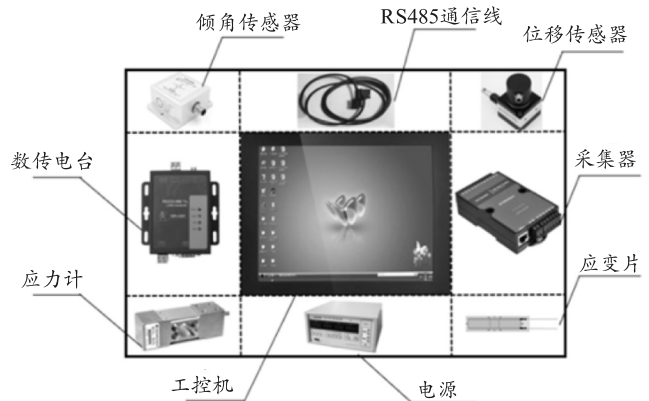 倾角传感器
RS485通信线
位移传感器
数传电台
采集器
应力计
应变片
工控机
电源